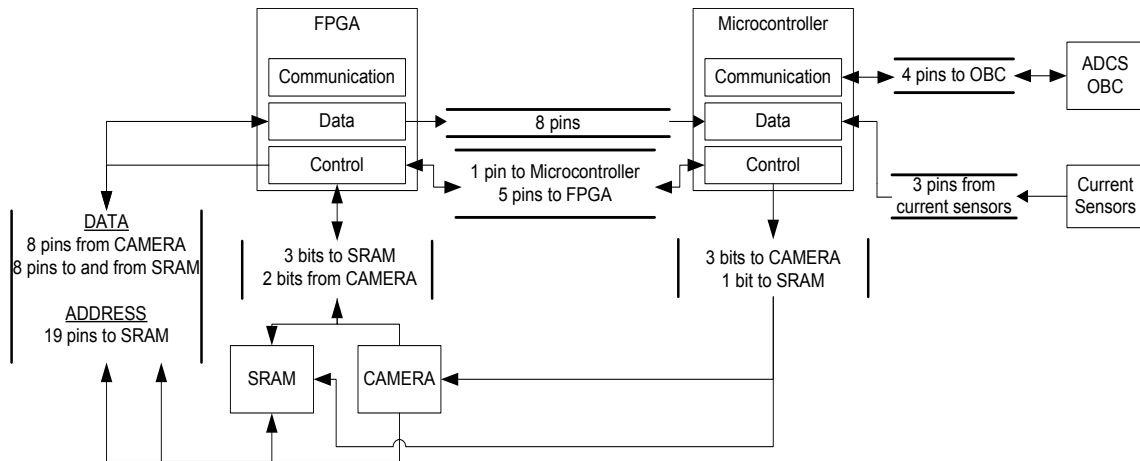 FPGA
Communication
Data
Control
Microcontroller
Communication
Data
Control
4 pins to OBC
ADCS
OBC
8 pins
1 pin to Microcontroller
5 pins to FPGA
3 pins from
current sensors
Current
Sensors
DATA
8 pins from CAMERA
8 pins to and from SRAM
ADDRESS
19 pins to SRAM
3 bits to SRAM
2 bits from CAMERA
3 bits to CAMERA
1 bit to SRAM
SRAM
CAMERA